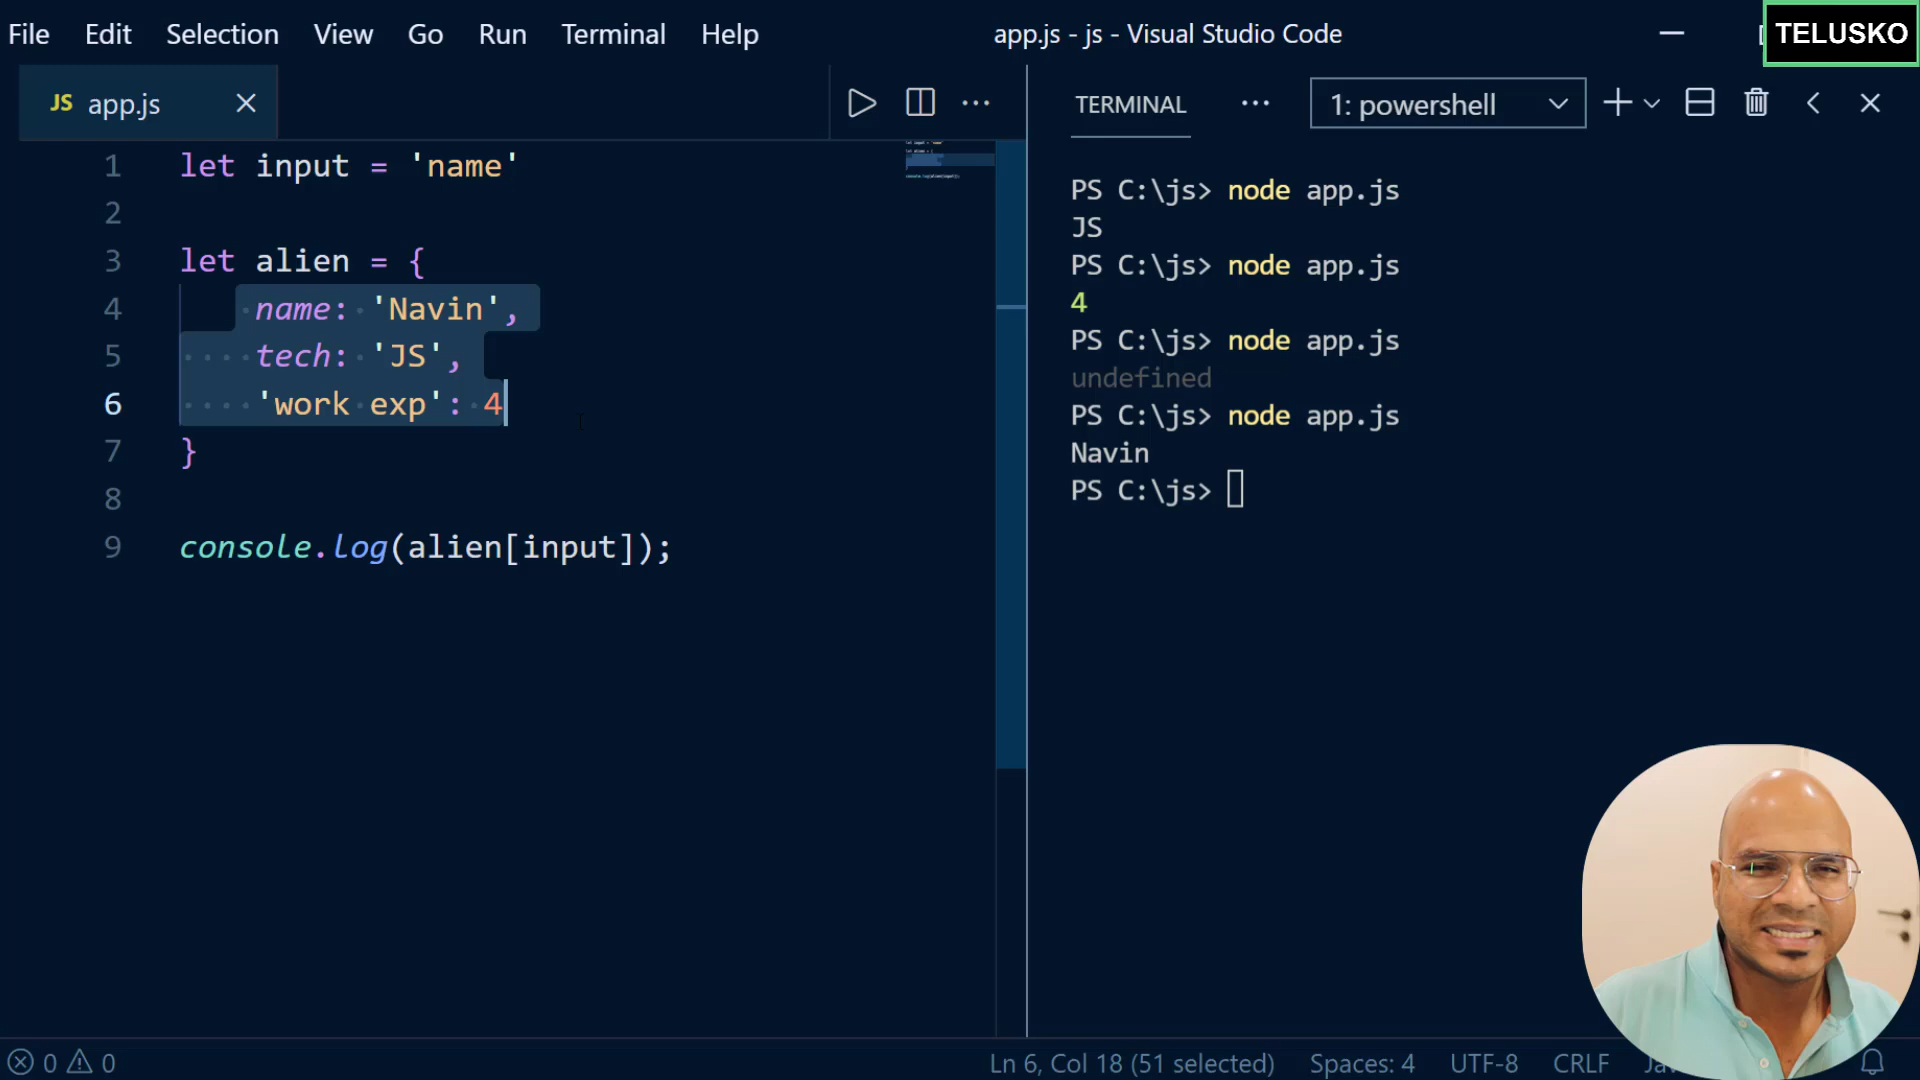 File Edit Selection View Go Run Terminal Help
app.js - js - Visual Studio Code
TELUSKO
JS app.js
TERMINAL
1: powershell
1 let input = 'name'
2
3 let alien = {
4 name: 'Navin',
5 tech: 'JS',
6 'work exp': 4
7 }
8
9 console.log(alien[input]);
PS C:\js> node app.js
JS
PS C:\js> node app.js
4
PS C:\js> node app.js
undefined
PS C:\js> node app.js
Navin
PS C:\js>
0 0
Ln 6, Col 18 (51 selected) Spaces: 4 UTF-8 CRLF